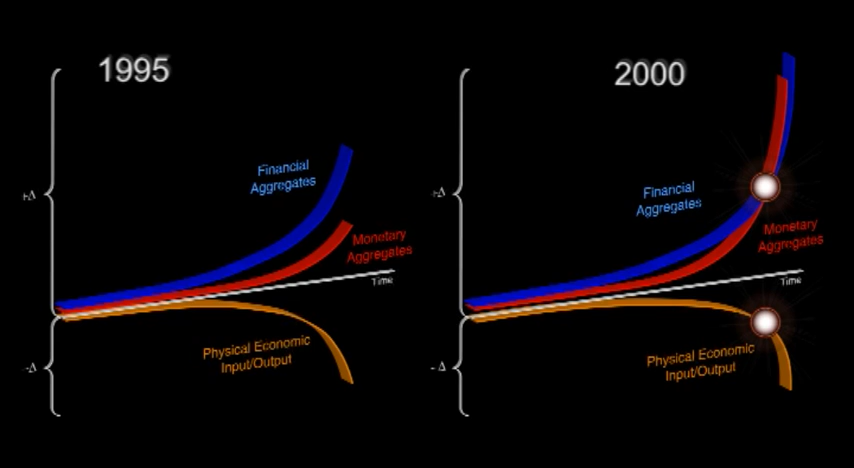 1995
Financial
Aggregates
+Δ
Monetary
Aggregates
Time
-Δ
Physical Economic
Input/Output
2000
Financial
Aggregates
+Δ
Monetary
Aggregates
Time
-Δ
Physical Economic
Input/Output